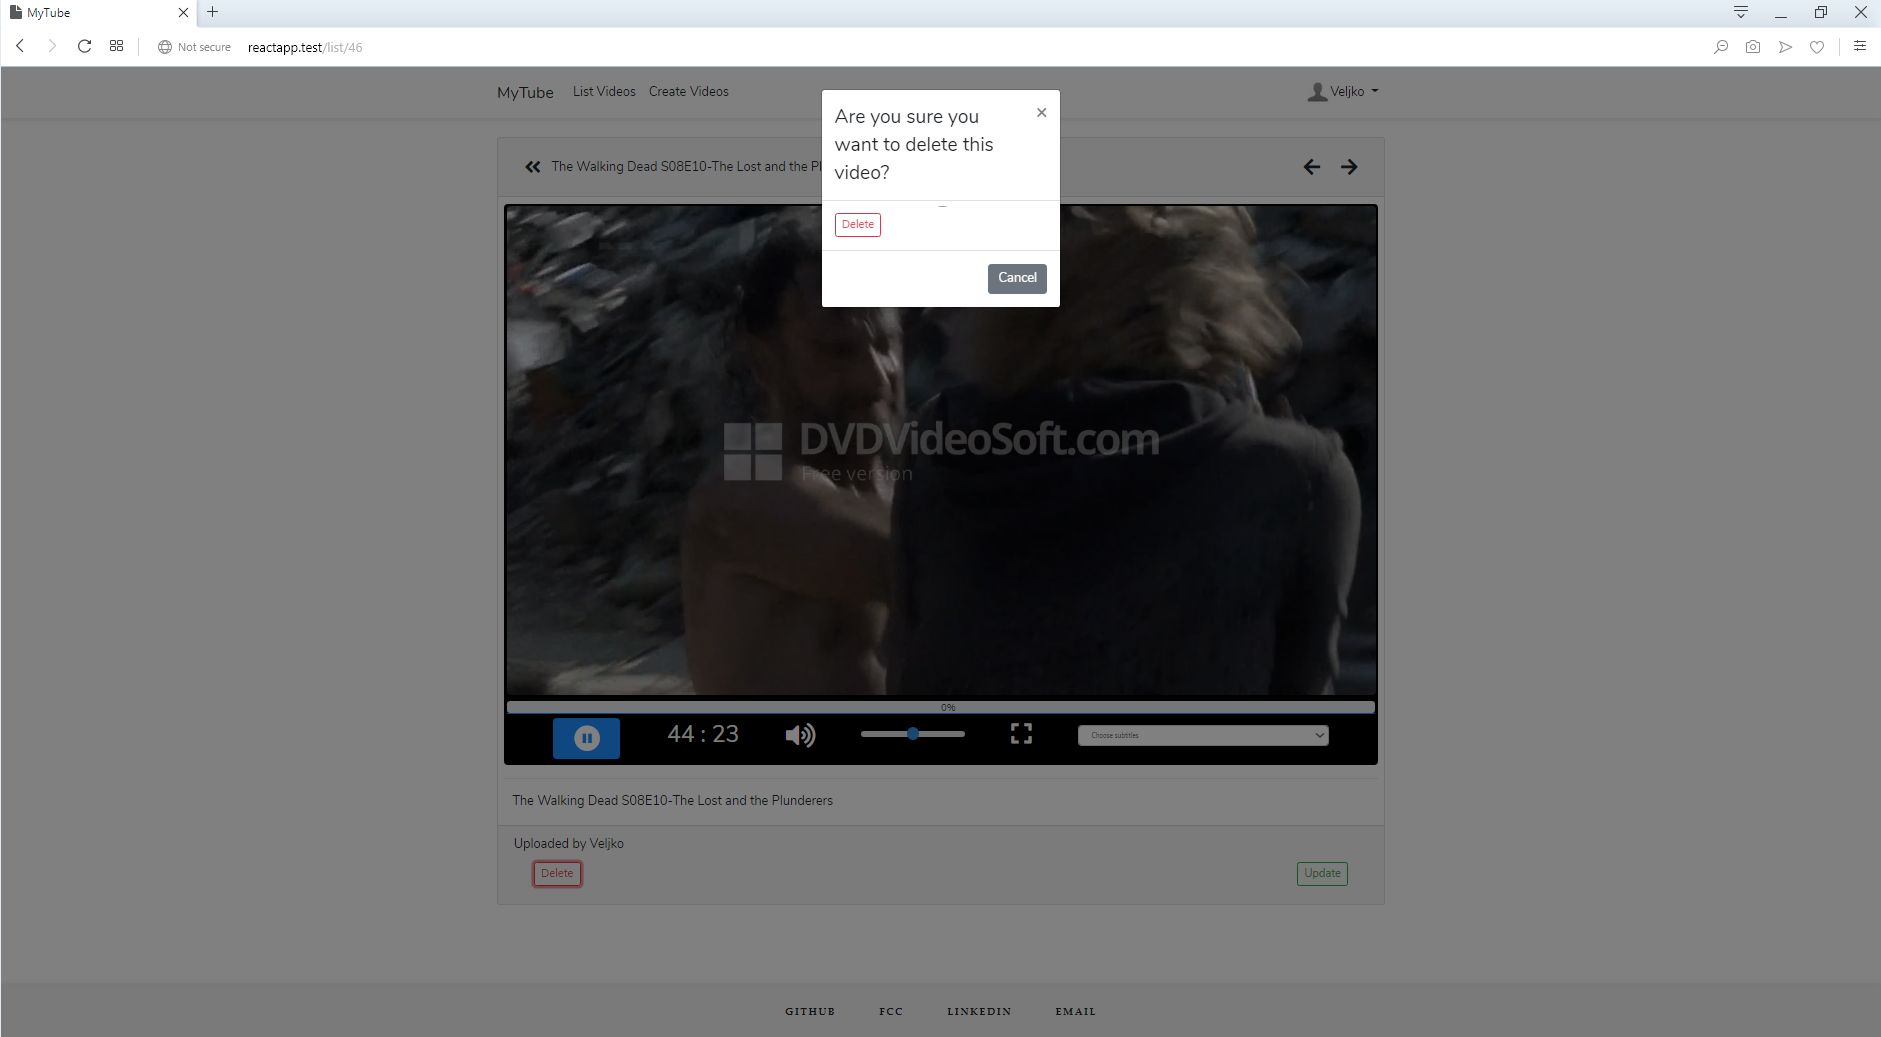 MyTube
Not secure reactapp.test/list/46
MyTube List Videos Create Videos Veljko
Are you sure you
want to delete this
video?
Delete
Cancel
The Walking Dead S08E10-The Lost and the Pl
DVDVideoSoft.com
Free version
0%
44 : 23
Choose subtitles
The Walking Dead S08E10-The Lost and the Plunderers
Uploaded by Veljko
Delete Update
GITHUB FCC LINKEDIN EMAIL